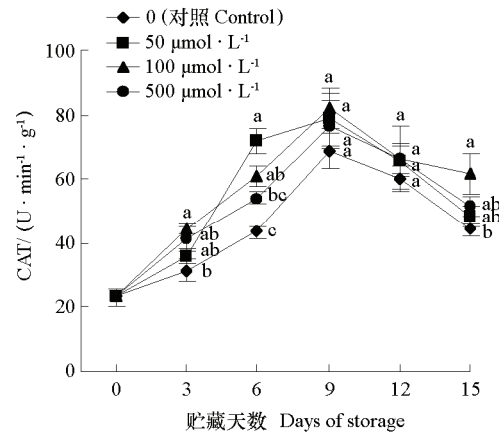 0 (对照 Control)
50 μmol · L⁻¹
100 μmol · L⁻¹
500 μmol · L⁻¹
CAT/ (U · min⁻¹ · g⁻¹)
100
80
60
40
20
0
a
ab
ab
b
a
ab
bc
c
a
a
a
a
a
a
a
a
a
ab
ab
b
0 3 6 9 12 15
贮藏天数 Days of storage